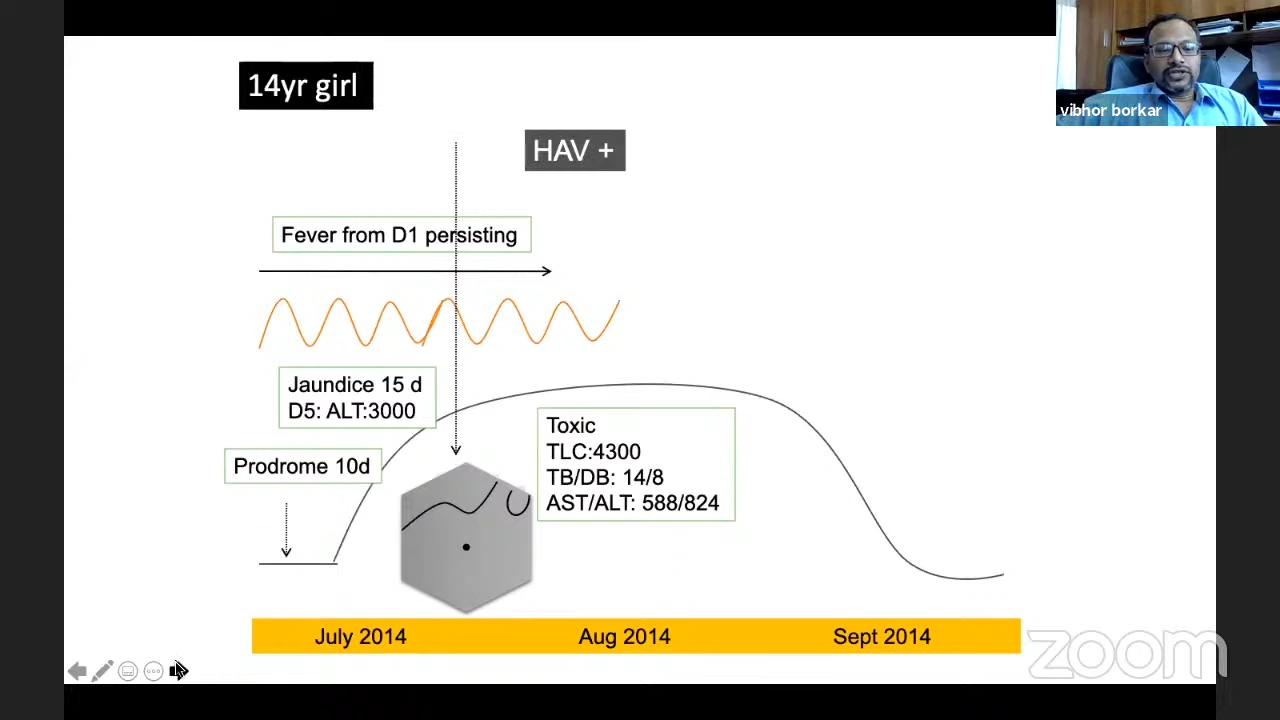 14yr girl
vibhor borkar
HAV +
Fever from D1 persisting
Jaundice 15 d
D5: ALT:3000
Prodrome 10d
Toxic
TLC:4300
TB/DB: 14/8
AST/ALT: 588/824
July 2014
Aug 2014
Sept 2014
zoom